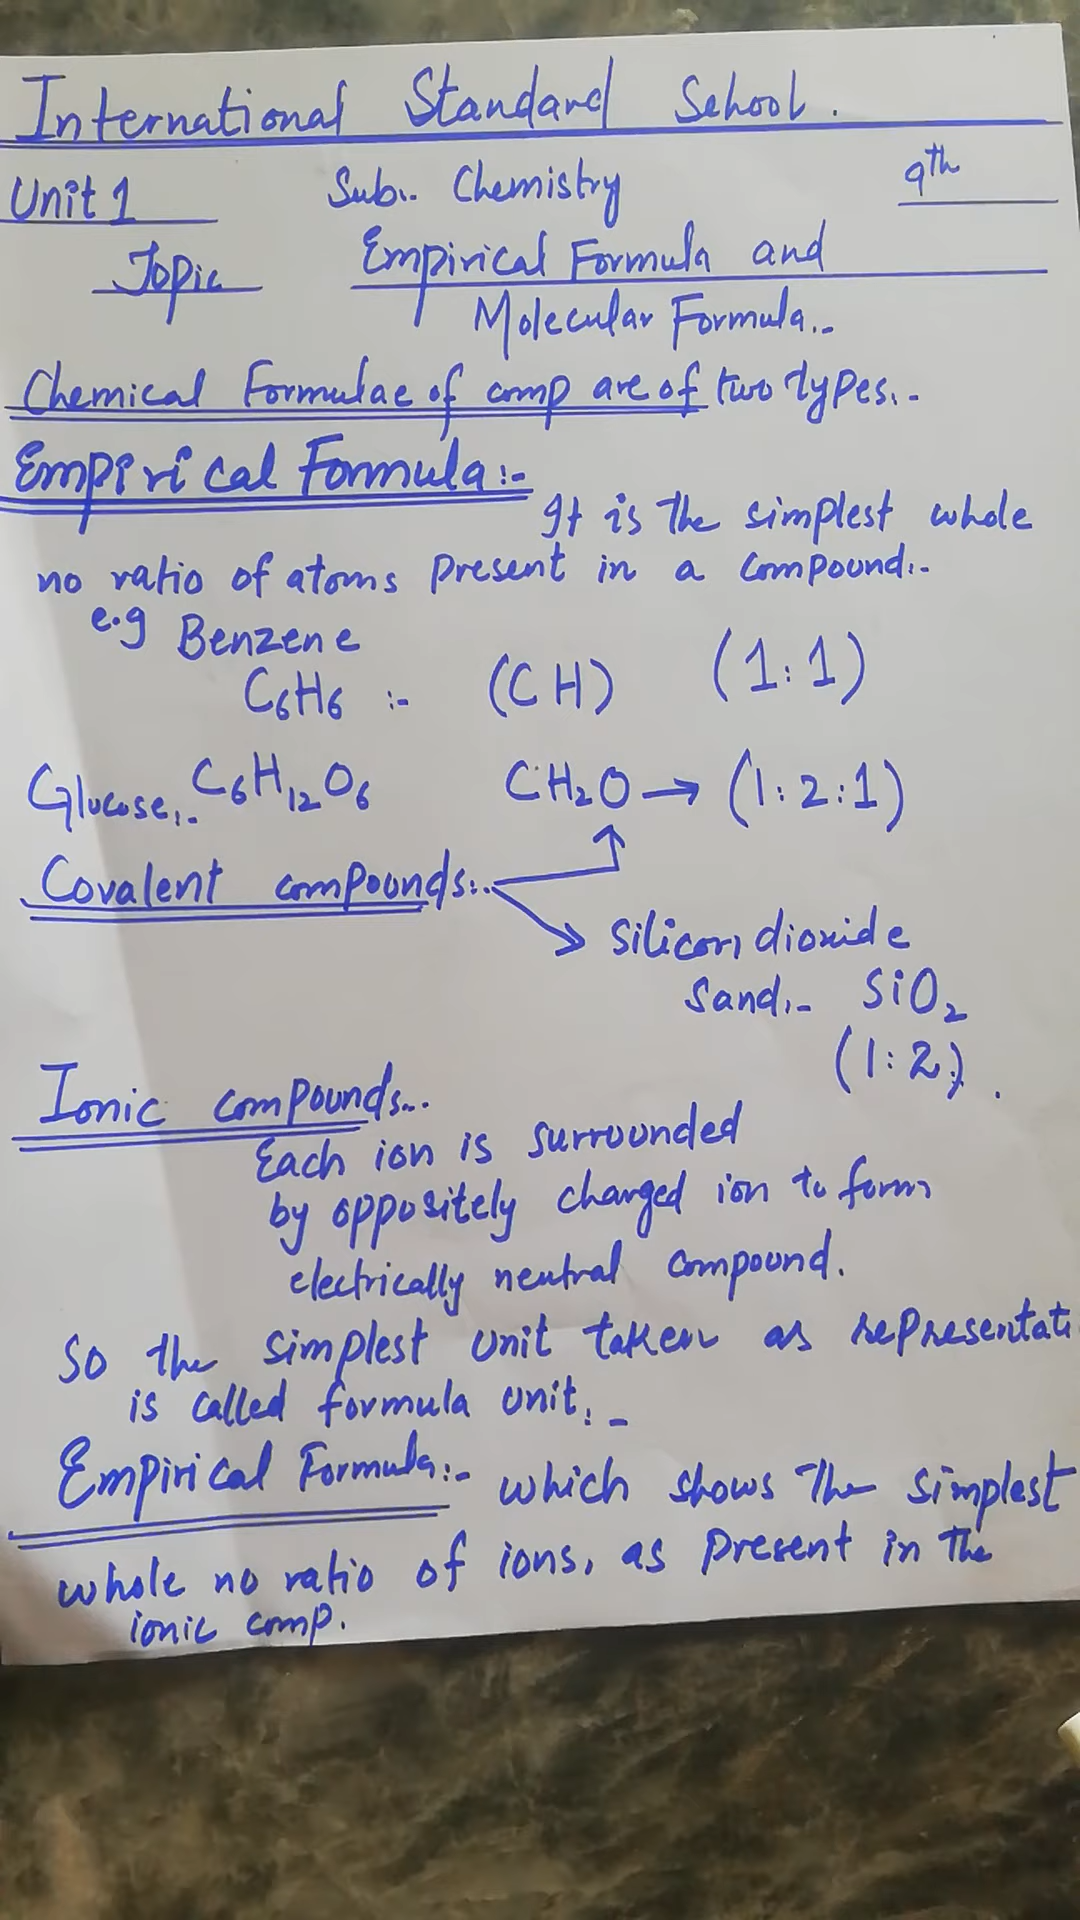 International Standard School.
Unit 1 Sub:. Chemistry 9th
Topic Empirical Formula and
Molecular Formula.-
Chemical Formulae of comp are of two types.-
Empirical Formula:-
It is the simplest whole
no ratio of atoms present in a compound.-
e.g Benzene
C₆H₆ :- (CH) (1:1)
Glucose.- C₆H₁₂O₆ CH₂O → (1:2:1)
Covalent compounds:.
Silicon dioxide
Sand.- SiO₂
(1:2).
Ionic compounds...
Each ion is surrounded
by oppositely charged ion to form
electrically neutral compound.
So the simplest unit taken as representati
is called formula unit.-
Empirical Formula:- which shows the simplest
whole no ratio of ions, as present in the
ionic comp.